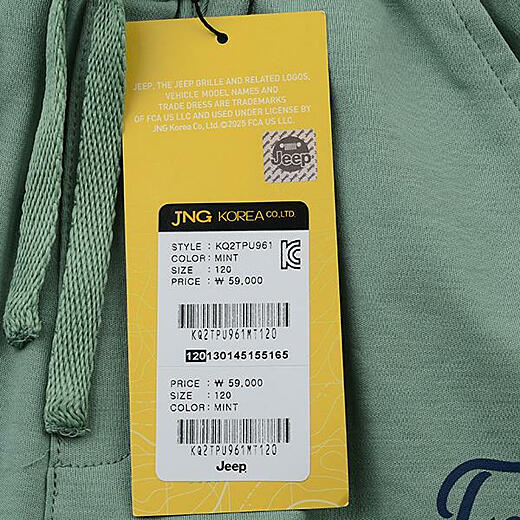 JEEP, THE JEEP GRILLE AND RELATED LOGOS,
VEHICLE MODEL NAMES AND
TRADE DRESS ARE TRADEMARKS
OF FCA US LLC AND USED UNDER LICENSE BY
JNG Korea Co., Ltd. ©2025 FCA US LLC.
Jeep
JNG KOREA CO.,LTD.
STYLE : KQ2TPU961
COLOR: MINT
SIZE : 120
PRICE : ₩ 59,000
KQ2TPU961MT120
120130145155165
PRICE : ₩ 59,000
SIZE : 120
COLOR: MINT
KQ2TPU961MT120
Jeep